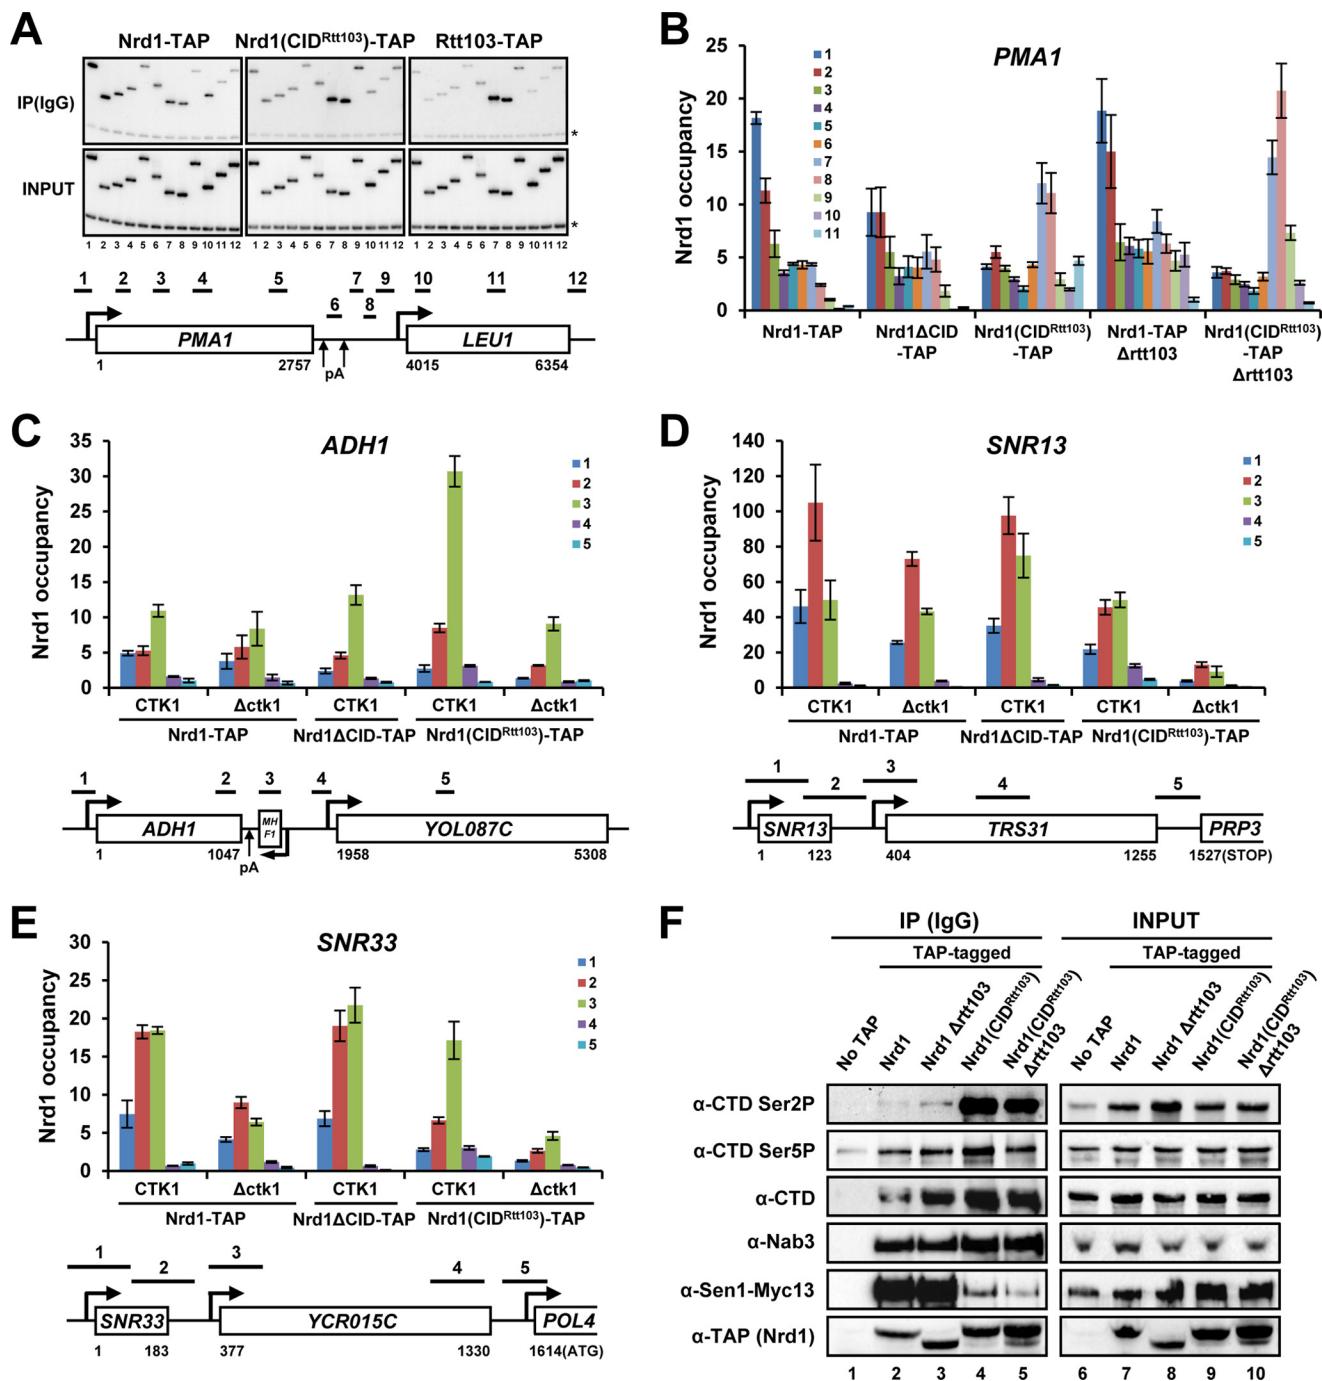 A
Nrd1-TAP Nrd1(CIDRtt103)-TAP Rtt103-TAP
IP(IgG)
*
INPUT
*
1 2 3 4 5 6 7 8 9 10 11 12 1 2 3 4 5 6 7 8 9 10 11 12 1 2 3 4 5 6 7 8 9 10 11 12
1 2 3 4 5 7 9 10 11 12
6 8
PMA1 LEU1
1 2757 pA 4015 6354
B
PMA1
Nrd1 occupancy
25
20
15
10
5
0
1
2
3
4
5
6
7
8
9
10
11
Nrd1-TAP Nrd1ΔCID-TAP Nrd1(CIDRtt103)-TAP Nrd1-TAP Δrtt103 Nrd1(CIDRtt103)-TAP Δrtt103
C
ADH1
Nrd1 occupancy
35
30
25
20
15
10
5
0
1
2
3
4
5
CTK1 Δctk1 CTK1 CTK1 Δctk1
Nrd1-TAP Nrd1ΔCID-TAP Nrd1(CIDRtt103)-TAP
1 2 3 4 5
ADH1 MH F1 YOL087C
1 1047 pA 1958 5308
D
SNR13
Nrd1 occupancy
140
120
100
80
60
40
20
0
1
2
3
4
5
CTK1 Δctk1 CTK1 CTK1 Δctk1
Nrd1-TAP Nrd1ΔCID-TAP Nrd1(CIDRtt103)-TAP
1 3
2 4 5
SNR13 TRS31 PRP3
1 123 404 1255 1527(STOP)
E
SNR33
Nrd1 occupancy
30
25
20
15
10
5
0
1
2
3
4
5
CTK1 Δctk1 CTK1 CTK1 Δctk1
Nrd1-TAP Nrd1ΔCID-TAP Nrd1(CIDRtt103)-TAP
1 3
2 4 5
SNR33 YCR015C POL4
1 183 377 1330 1614(ATG)
F
IP (IgG) INPUT
TAP-tagged TAP-tagged
No TAP Nrd1 Nrd1 Δrtt103 Nrd1(CIDRtt103) Nrd1(CIDRtt103) Δrtt103 No TAP Nrd1 Nrd1 Δrtt103 Nrd1(CIDRtt103) Nrd1(CIDRtt103) Δrtt103
α-CTD Ser2P
α-CTD Ser5P
α-CTD
α-Nab3
α-Sen1-Myc13
α-TAP (Nrd1)
1 2 3 4 5 6 7 8 9 10